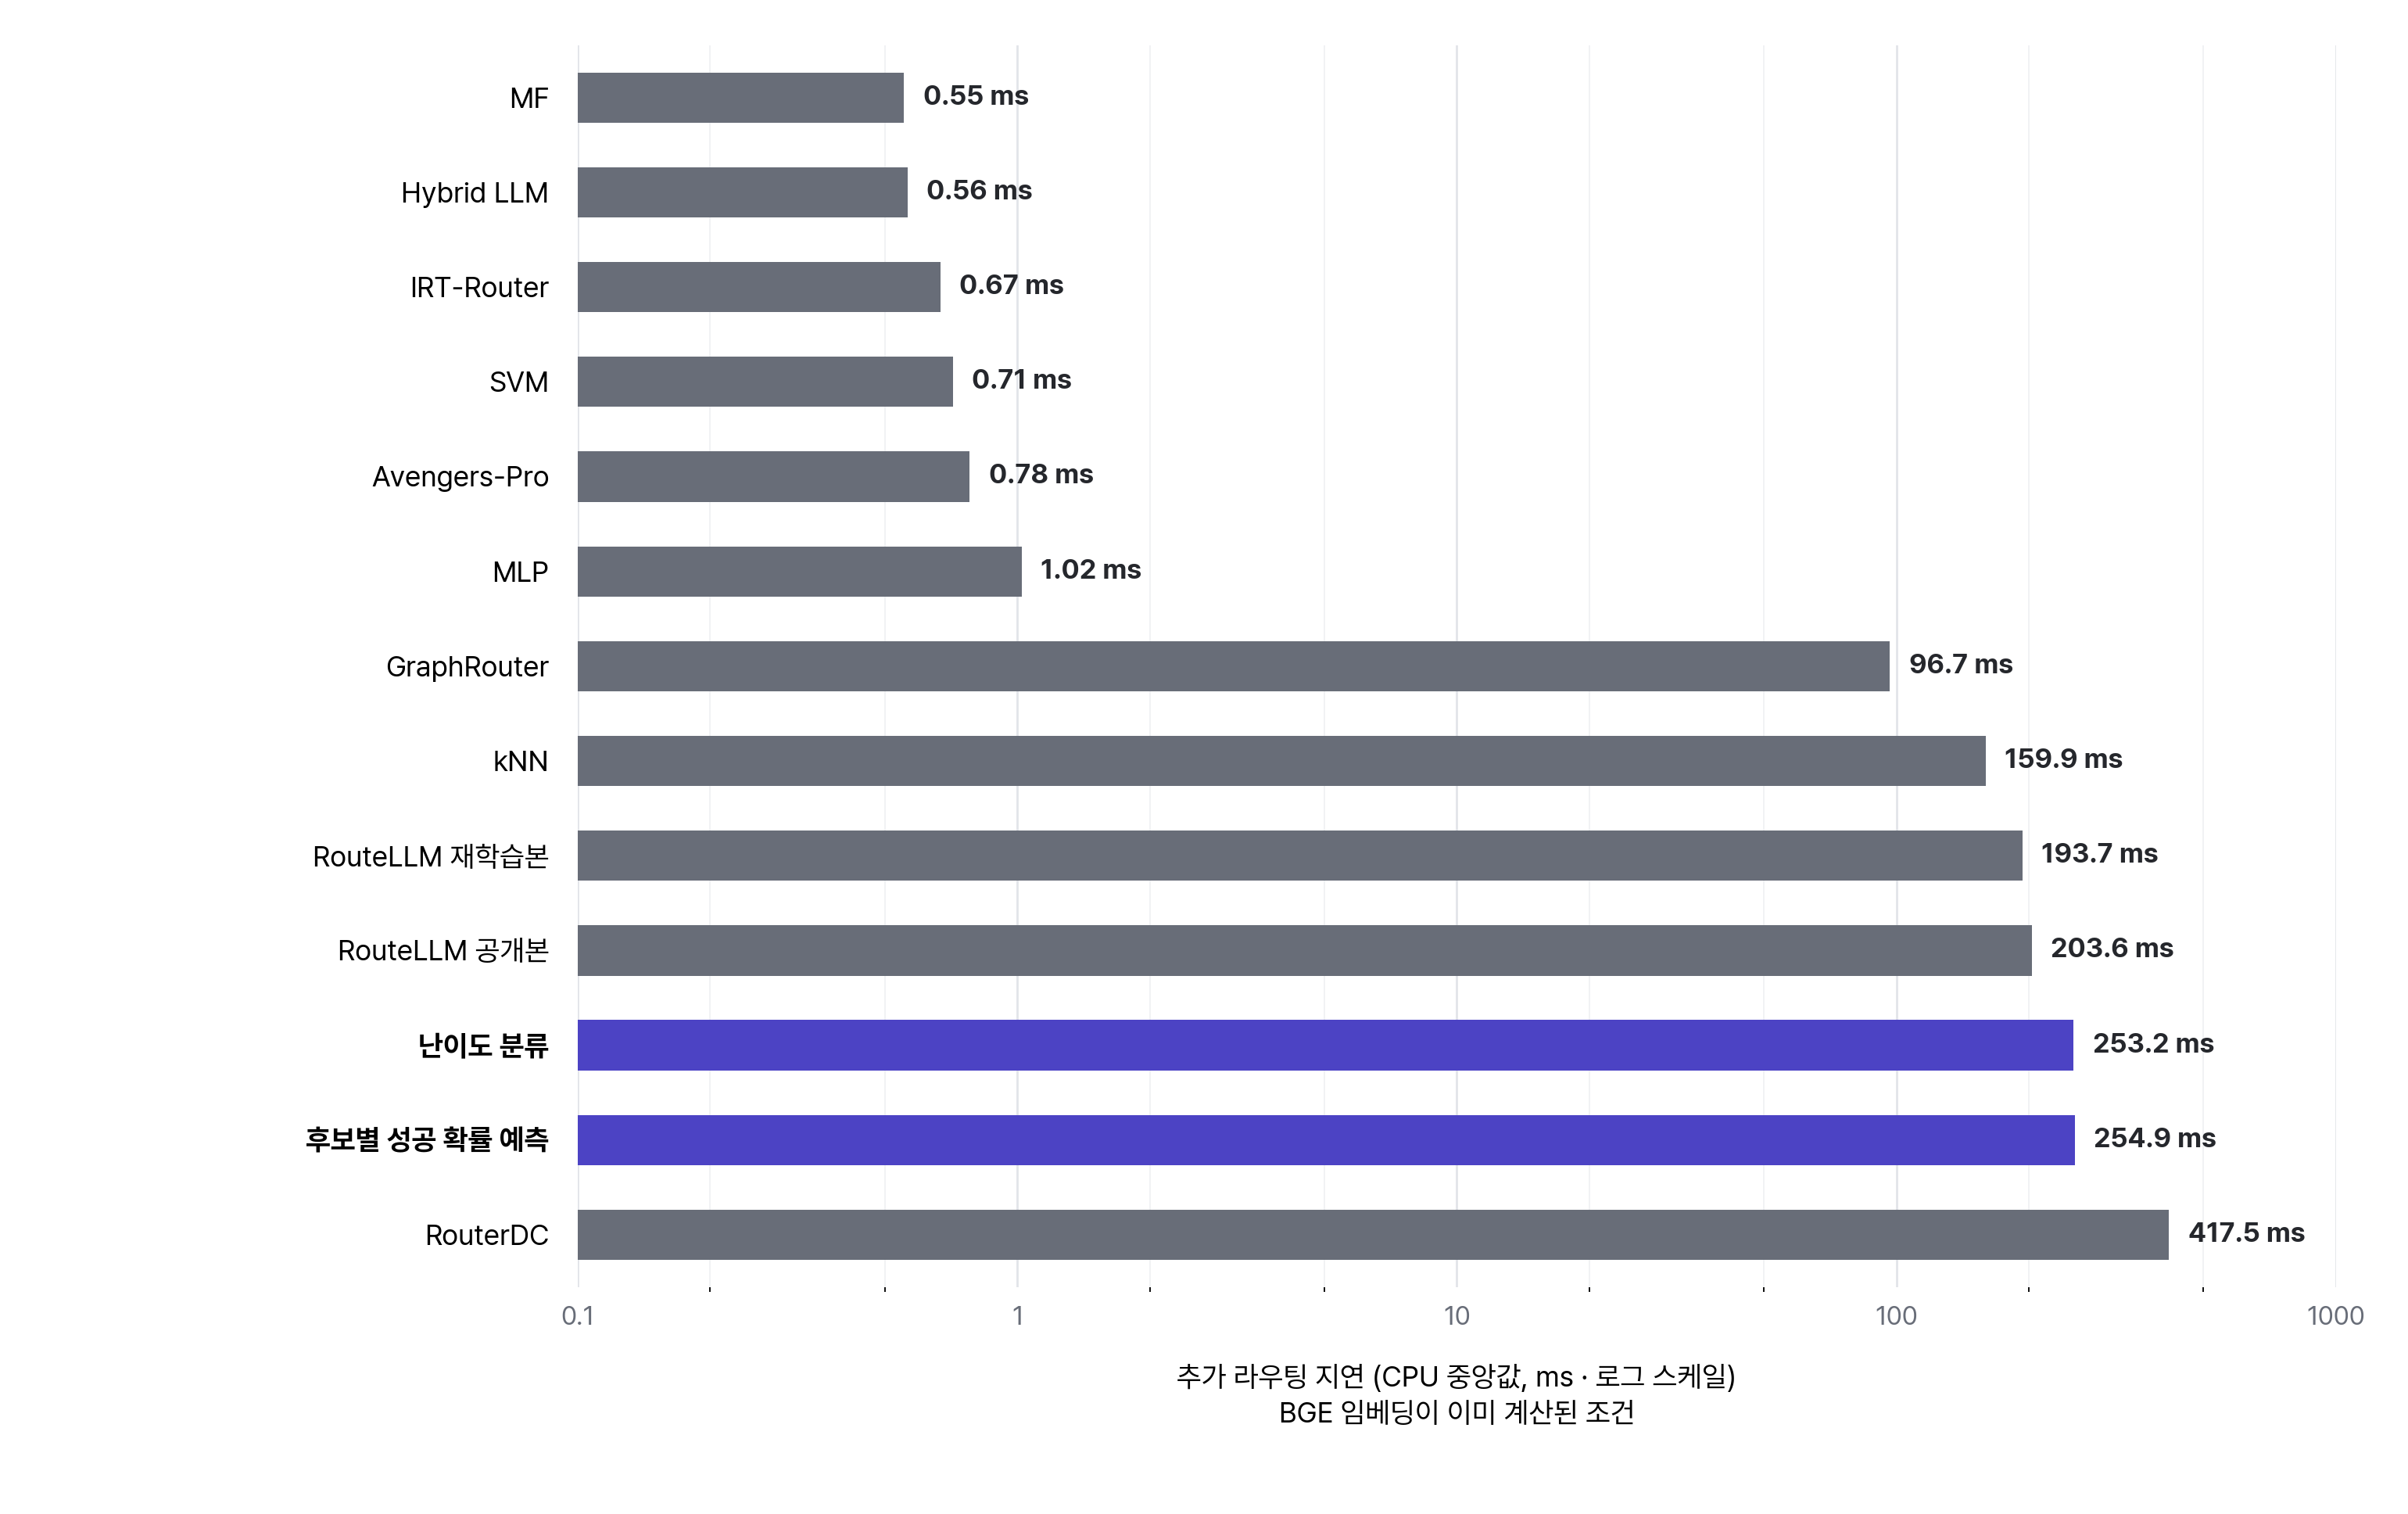 MF 0.55 ms
Hybrid LLM 0.56 ms
IRT-Router 0.67 ms
SVM 0.71 ms
Avengers-Pro 0.78 ms
MLP 1.02 ms
GraphRouter 96.7 ms
kNN 159.9 ms
RouteLLM 재학습본 193.7 ms
RouteLLM 공개본 203.6 ms
난이도 분류 253.2 ms
후보별 성공 확률 예측 254.9 ms
RouterDC 417.5 ms
0.1 1 10 100 1000
추가 라우팅 지연 (CPU 중앙값, ms · 로그 스케일)
BGE 임베딩이 이미 계산된 조건